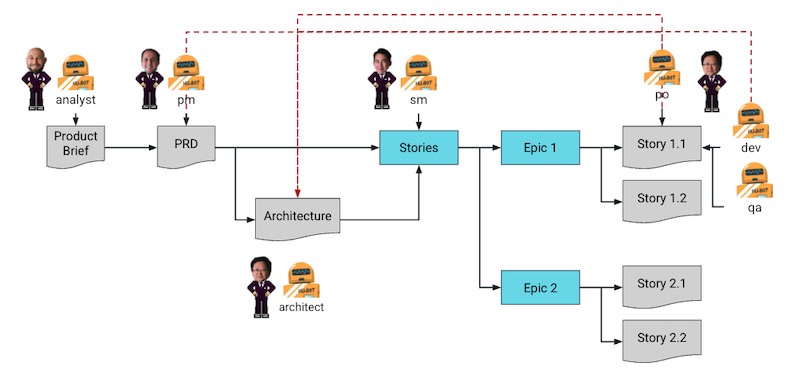 analyst
pm
sm
po
Product
Brief
PRD
Stories
Epic 1
Story 1.1
dev
Architecture
Story 1.2
qa
architect
Epic 2
Story 2.1
Story 2.2